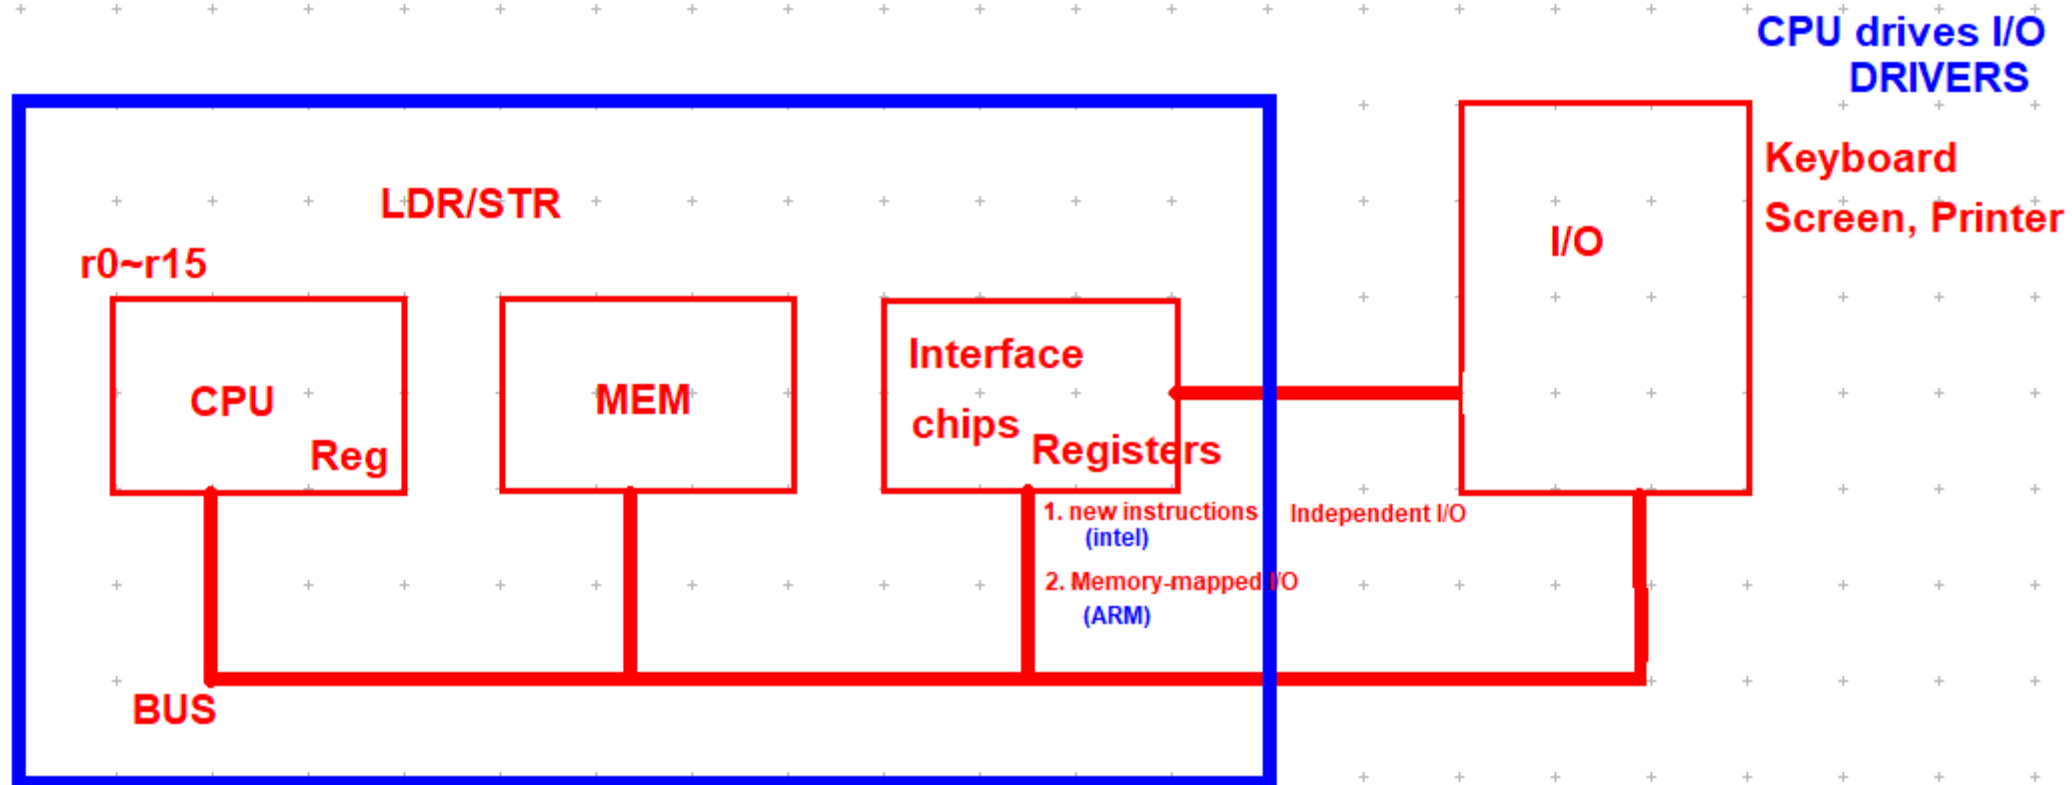 CPU drives I/O
DRIVERS
LDR/STR
r0~r15
CPU
Reg
MEM
Interface
chips
Registers
I/O
Keyboard
Screen, Printer
1. new instructions
Independent I/O
(intel)
2. Memory-mapped I/O
(ARM)
BUS